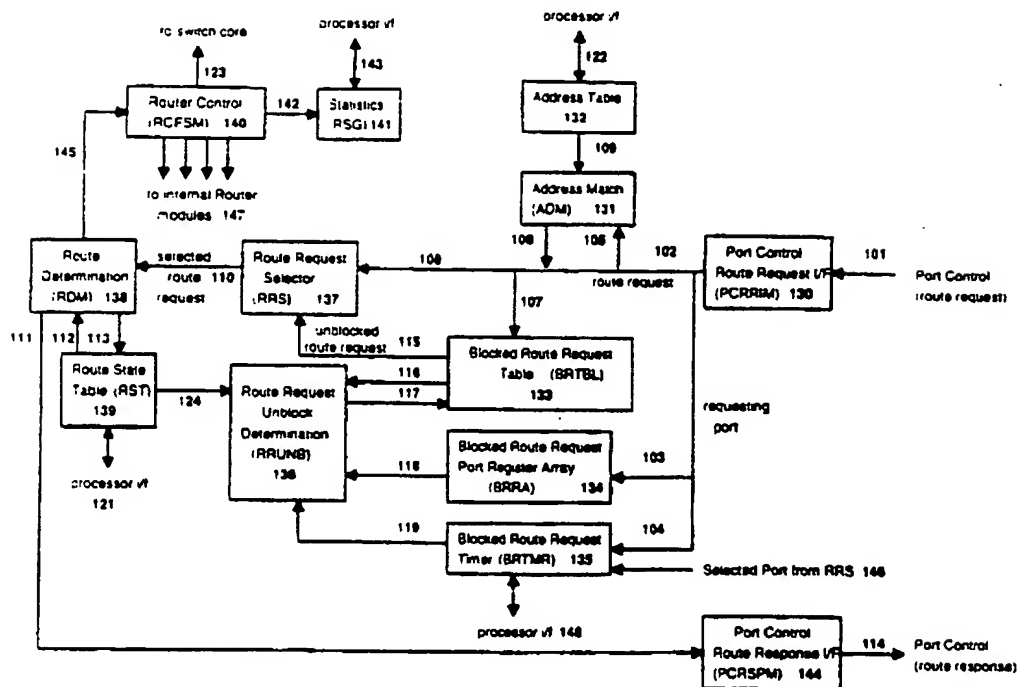 to switch core
123
processor i/f
143
processor i/f
122
Router Control
(RCFSM) 140
142
Statistics
(RSG) 141
Address Table
132
145
109
to internal Router
modules 147
Address Match
(ADM) 131
106
105
Route
Determination
(RDM) 138
selected
route 110
request
Route Request
Selector
(RRS) 137
108
102
route request
Port Control
Route Request I/F
(PCRRIM) 130
101
Port Control
(route request)
107
111
112
113
unblocked
route request
115
Route State
Table (RST)
139
124
Route Request
Unblock
Determination
(RRUNB)
136
116
117
Blocked Route Request
Table (BRTBL)
133
requesting
port
processor i/f
121
118
Blocked Route Request
Port Register Array
(BRRA) 134
103
119
Blocked Route Request
Timer (BRTMR) 135
104
Selected Port from RRS 146
processor i/f 148
Port Control
Route Response I/F
(PCRSPM) 144
114
Port Control
(route response)